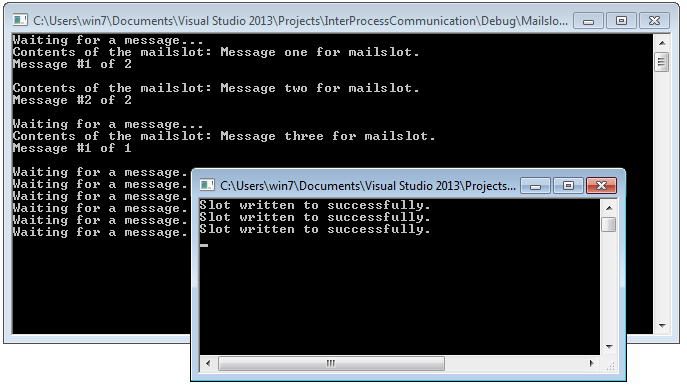 C:\Users\win7\Documents\Visual Studio 2013\Projects\InterProcessCommunication\Debug\Mailslo...
Waiting for a message...
Contents of the mailslot: Message one for mailslot.
Message #1 of 2
Contents of the mailslot: Message two for mailslot.
Message #2 of 2
Waiting for a message...
Contents of the mailslot: Message three for mailslot.
Message #1 of 1
Waiting for a message.
Waiting for a message.
Waiting for a message.
Waiting for a message.
Waiting for a message.
Waiting for a message.
C:\Users\win7\Documents\Visual Studio 2013\Projects...
Slot written to successfully.
Slot written to successfully.
Slot written to successfully.